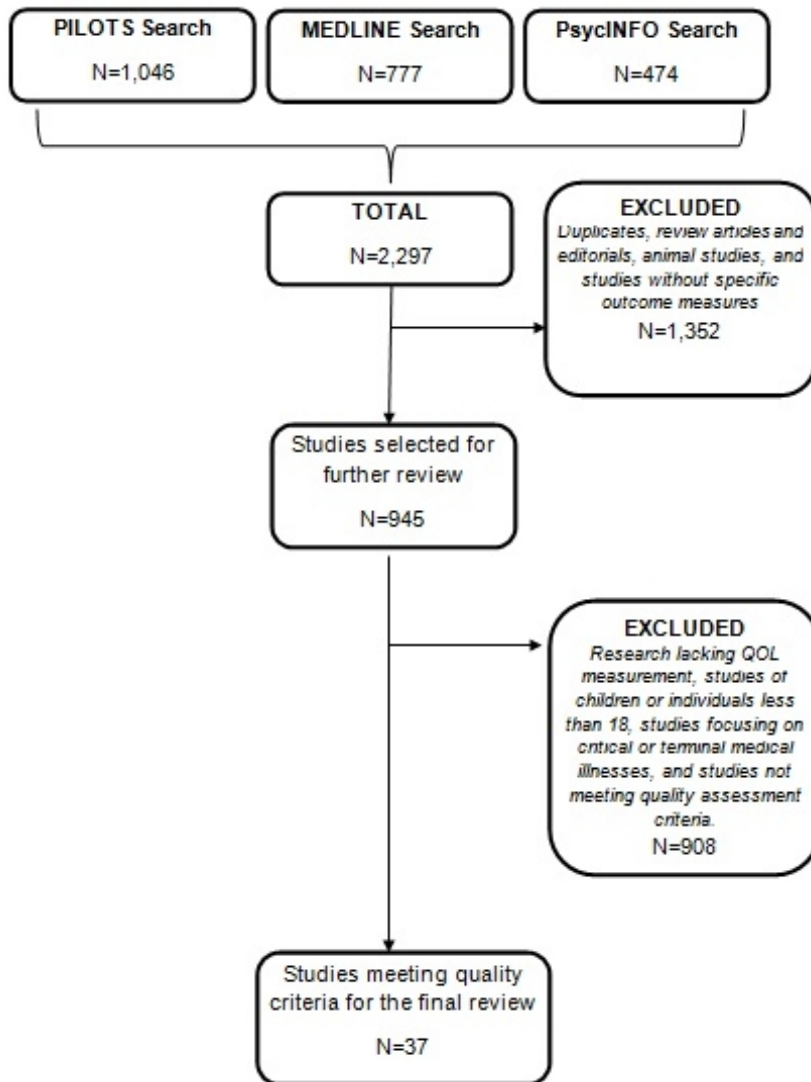 PILOTS Search
N=1,046
MEDLINE Search
N=777
PsycINFO Search
N=474
TOTAL
N=2,297
EXCLUDED
Duplicates, review articles and
editorials, animal studies, and
studies without specific
outcome measures
N=1,352
Studies selected for
further review
N=945
EXCLUDED
Research lacking QOL
measurement, studies of
children or individuals less
than 18, studies focusing on
critical or terminal medical
illnesses, and studies not
meeting quality assessment
criteria.
N=908
Studies meeting quality
criteria for the final review
N=37